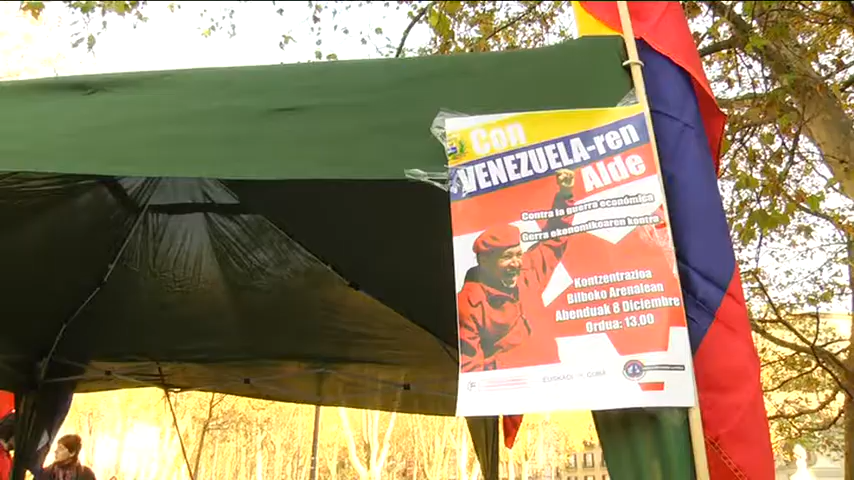 Con
VENEZUELA-ren
Alde
Contra la guerra económica
Gerra ekonomikoaren kontra
Kontzentrazioa
Bilboko Arenalean
Abenduak 8 Diciembre
Ordua: 13,00
EUSKADI - CUBA